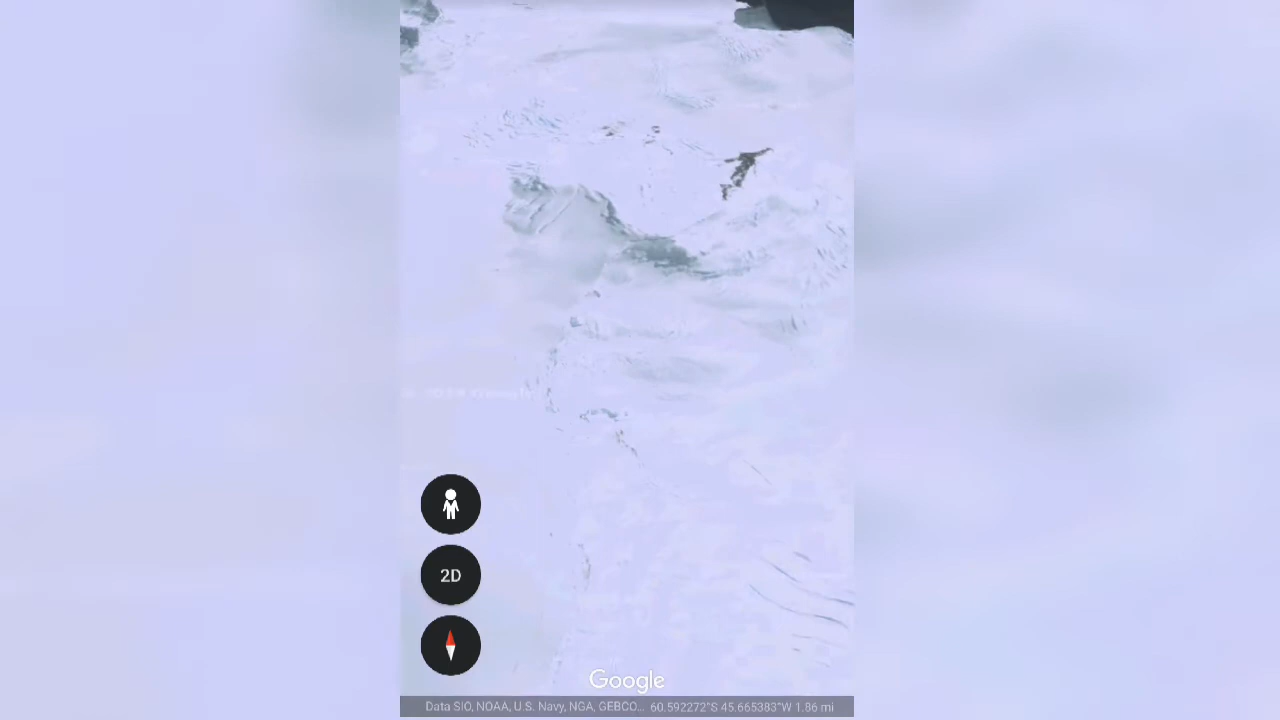 2D
Google
Data SIO, NOAA, U.S. Navy, NGA, GEBCO... 60.592272°S 45.665383°W 1.86 mi